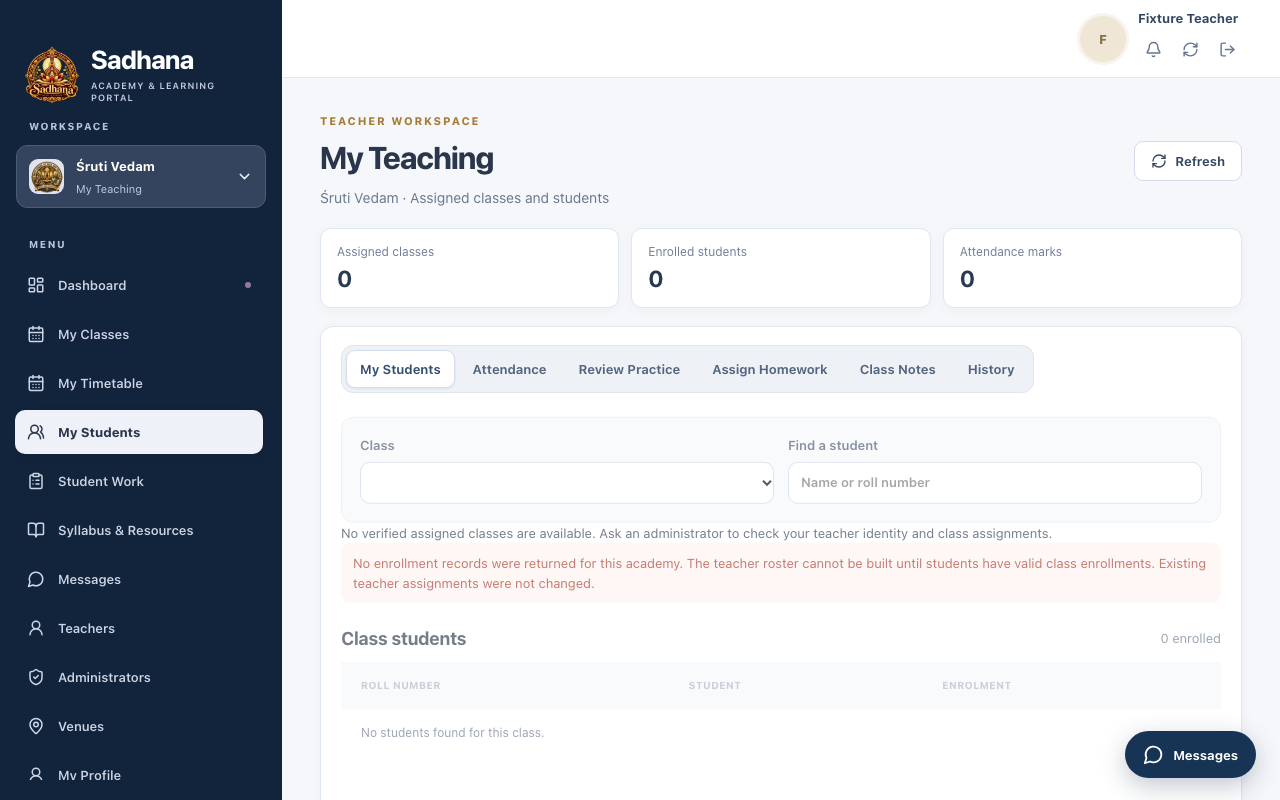 Sadhana
Sadhana
ACADEMY & LEARNING
PORTAL
WORKSPACE
Śruti Vedam
My Teaching
MENU
Dashboard
My Classes
My Timetable
My Students
Student Work
Syllabus & Resources
Messages
Teachers
Administrators
Venues
My Profile
F
Fixture Teacher
TEACHER WORKSPACE
My Teaching
Śruti Vedam · Assigned classes and students
Refresh
Assigned classes
0
Enrolled students
0
Attendance marks
0
My Students Attendance Review Practice Assign Homework Class Notes History
Class
Find a student
Name or roll number
No verified assigned classes are available. Ask an administrator to check your teacher identity and class assignments.
No enrollment records were returned for this academy. The teacher roster cannot be built until students have valid class enrollments. Existing
teacher assignments were not changed.
Class students
0 enrolled
ROLL NUMBER STUDENT ENROLMENT
No students found for this class.
Messages